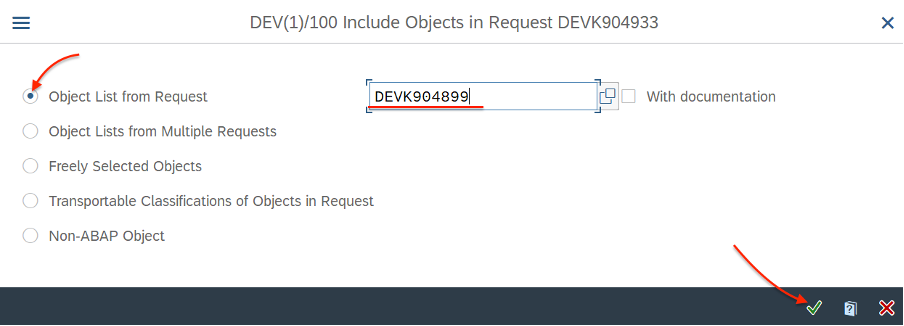 DEV(1)/100 Include Objects in Request DEVK904933
Object List from Request
DEVK904899
With documentation
Object Lists from Multiple Requests
Freely Selected Objects
Transportable Classifications of Objects in Request
Non-ABAP Object